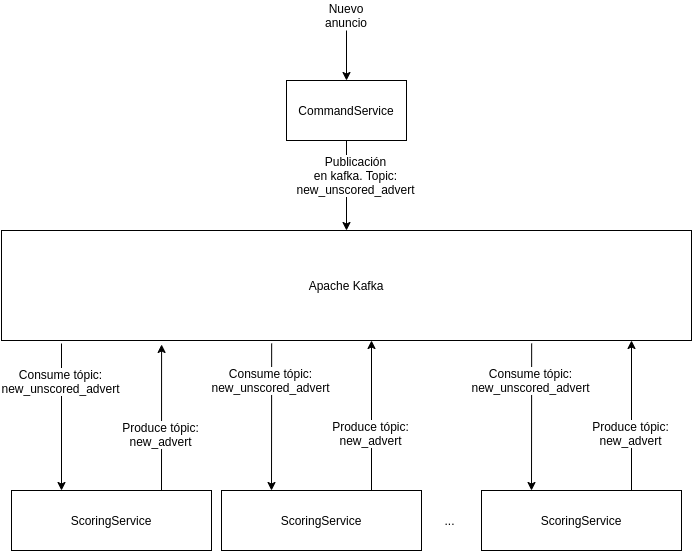 Nuevo
anuncio
CommandService
Publicación
en kafka. Topic:
new_unscored_advert
Apache Kafka
Consume tópic:
new_unscored_advert
Produce tópic:
new_advert
Consume tópic:
new_unscored_advert
Produce tópic:
new_advert
Consume tópic:
new_unscored_advert
Produce tópic:
new_advert
ScoringService
ScoringService
...
ScoringService